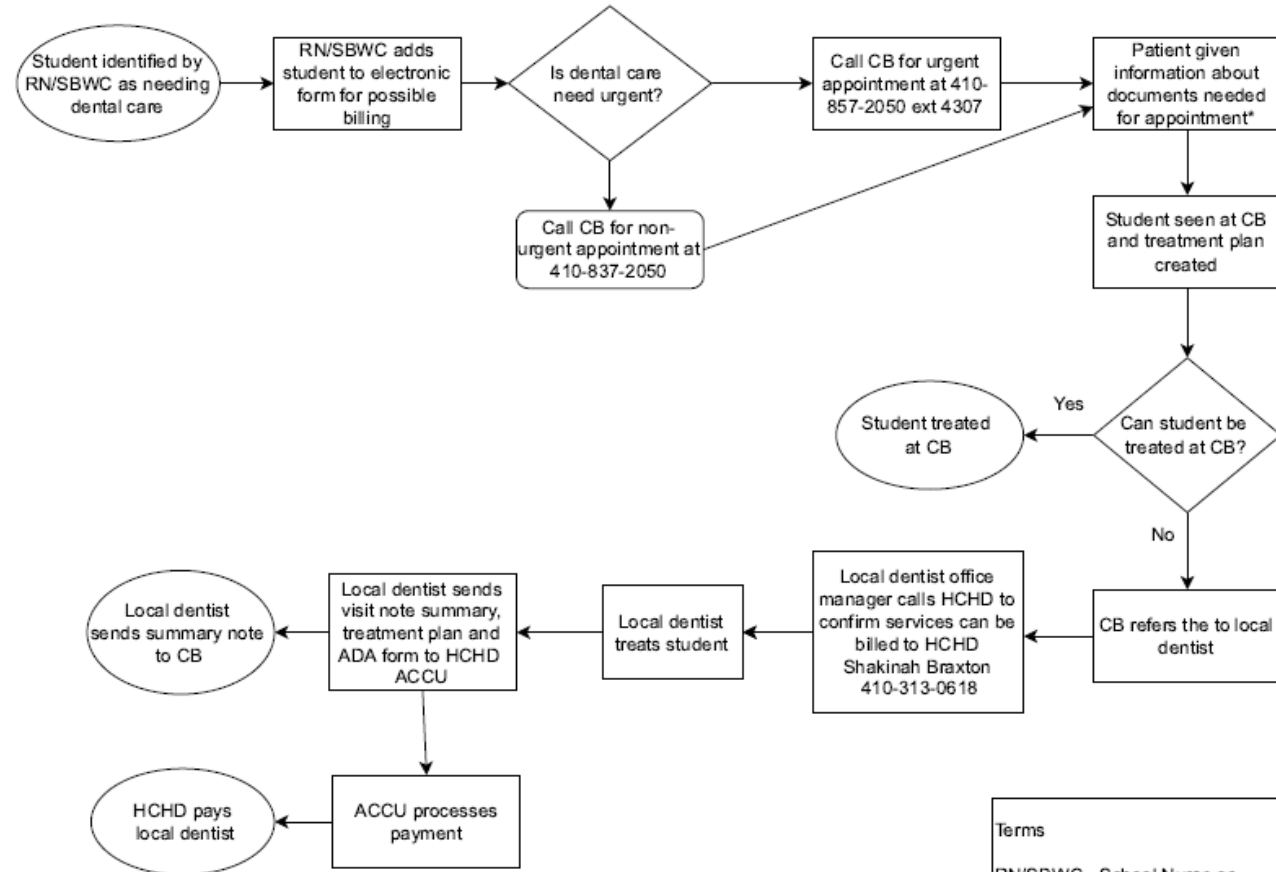 Student identified by
RN/SBWC as needing
dental care
RN/SBWC adds
student to electronic
form for possible
billing
Is dental care
need urgent?
Call CB for urgent
appointment at 410-
857-2050 ext 4307
Patient given
information about
documents needed
for appointment*
Call CB for non-
urgent appointment at
410-837-2050
Student seen at CB
and treatment plan
created
Can student be
treated at CB?
Yes
Student treated
at CB
No
CB refers the to local
dentist
Local dentist office
manager calls HCHD to
confirm services can be
billed to HCHD
Shakinah Braxton
410-313-0618
Local dentist
treats student
Local dentist sends
visit note summary,
treatment plan and
ADA form to HCHD
ACCU
Local dentist
sends summary note
to CB
ACCU processes
payment
HCHD pays
local dentist
Terms
RN/SBWC - School Nurse or